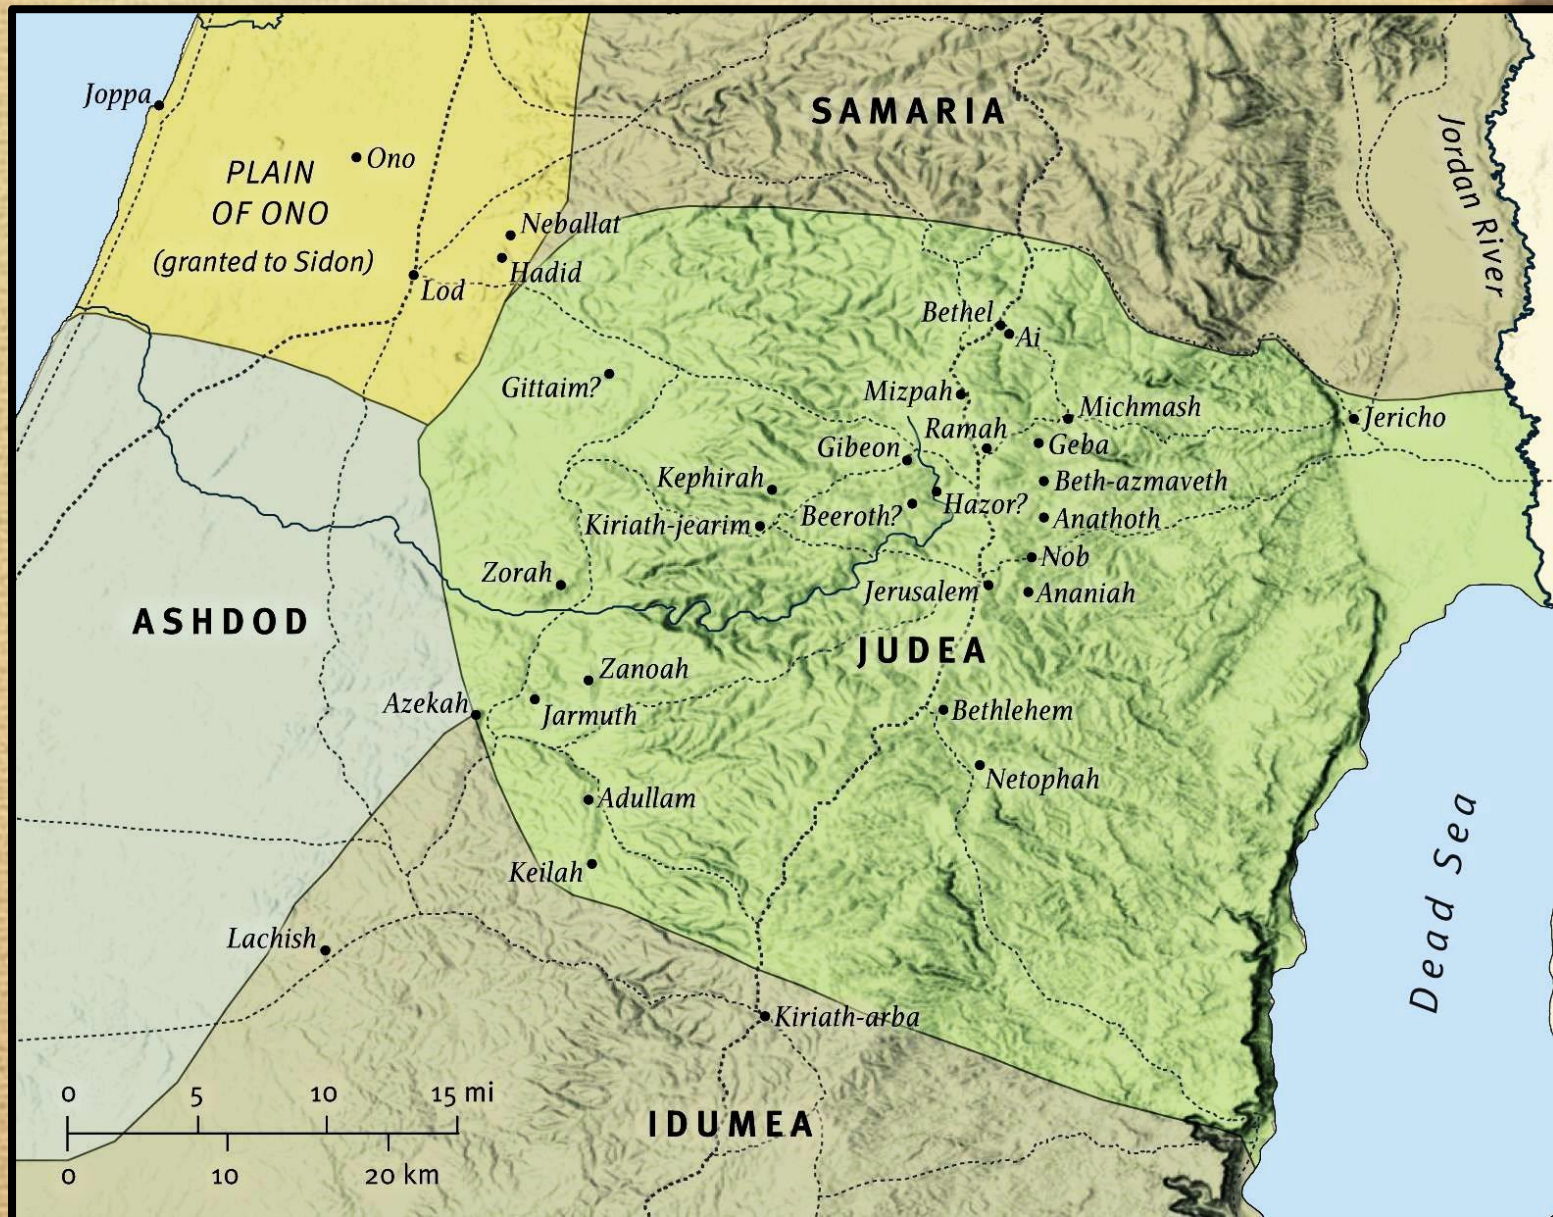 Joppa
SAMARIA
Ono
PLAIN
OF ONO
(granted to Sidon)
Jordan River
Neballat
Hadid
Lod
Bethel
Ai
Gittaim?
Mizpah
Michmash
Jericho
Ramah
Gibeon
Geba
Kephirah
Beth-azmaveth
Hazor?
Beeroth?
Kiriath-jearim
Anathoth
Nob
Zorah
Jerusalem
Ananiah
ASHDOD
JUDEA
Zanoah
Azekah
Jarmuth
Bethlehem
Netophah
Adullam
Dead Sea
Keilah
Lachish
Kiriath-arba
0 5 10 15 mi
IDUMEA
0 10 20 km